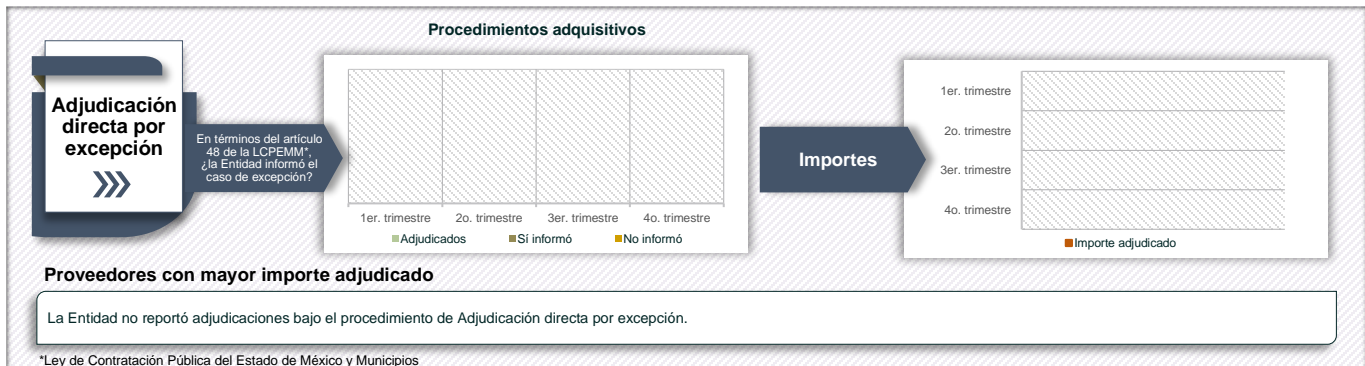 Procedimientos adquisitivos
Adjudicación
directa por
excepción
En términos del artículo
48 de la LCPEMM*,
¿la Entidad informó el
caso de excepción?
1er. trimestre 2o. trimestre 3er. trimestre 4o. trimestre
Adjudicados Sí informó No informó
Importes
1er. trimestre
2o. trimestre
3er. trimestre
4o. trimestre
Importe adjudicado
Proveedores con mayor importe adjudicado
La Entidad no reportó adjudicaciones bajo el procedimiento de Adjudicación directa por excepción.
*Ley de Contratación Pública del Estado de México y Municipios